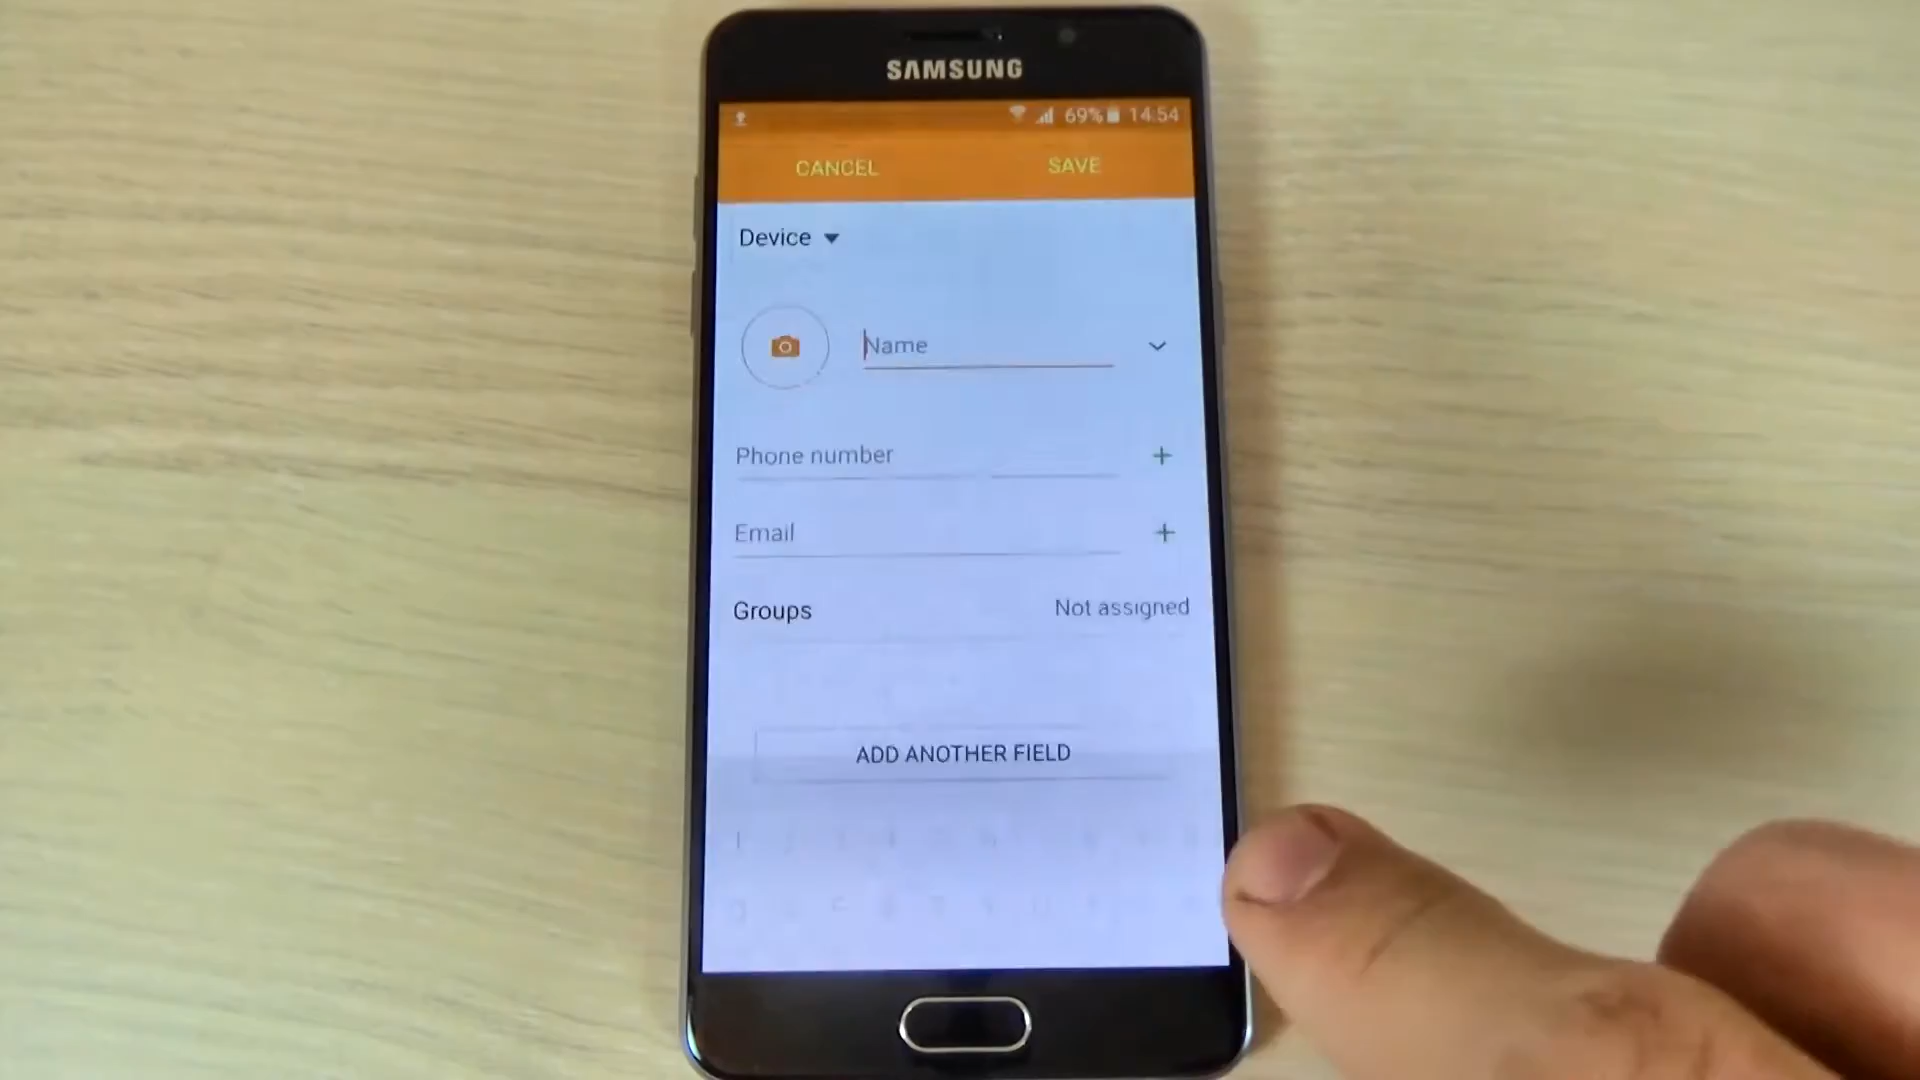 SAMSUNG
69% 14:54
CANCEL SAVE
Device
Name
Phone number
Email
Groups Not assigned
ADD ANOTHER FIELD